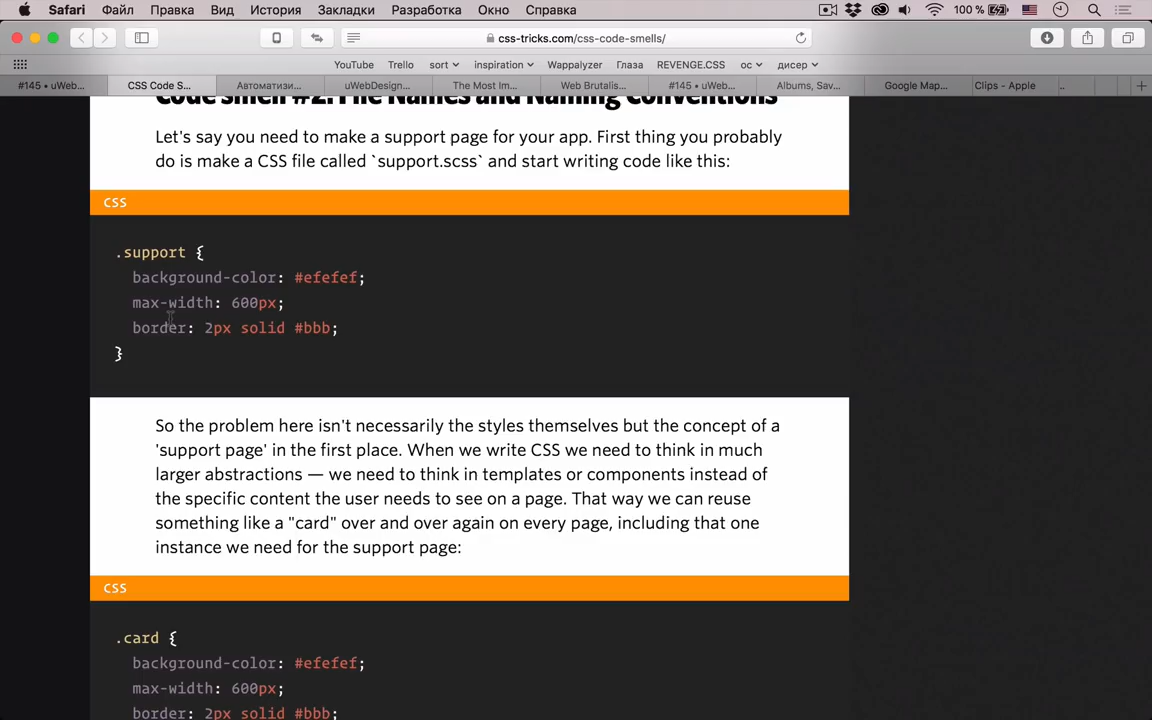 Safari Файл Правка Вид История Закладки Разработка Окно Справка 100 %
css-tricks.com/css-code-smells/
YouTube Trello sort inspiration Wappalyzer Глаза REVENGE.CSS ос дисер
#145 • uWeb... CSS Code S... Автоматизи... uWebDesign... The Most Im... Web Brutalis... #145 • uWeb... Albums, Sav... Google Map... Clips - Apple ..
Code smell #2: The Names and Naming Conventions
Let's say you need to make a support page for your app. First thing you probably
do is make a CSS file called `support.scss` and start writing code like this:
CSS
.support {
background-color: #efefef;
max-width: 600px;
border: 2px solid #bbb;
}
So the problem here isn't necessarily the styles themselves but the concept of a
'support page' in the first place. When we write CSS we need to think in much
larger abstractions — we need to think in templates or components instead of
the specific content the user needs to see on a page. That way we can reuse
something like a "card" over and over again on every page, including that one
instance we need for the support page:
CSS
.card {
background-color: #efefef;
max-width: 600px;
border: 2px solid #bbb;